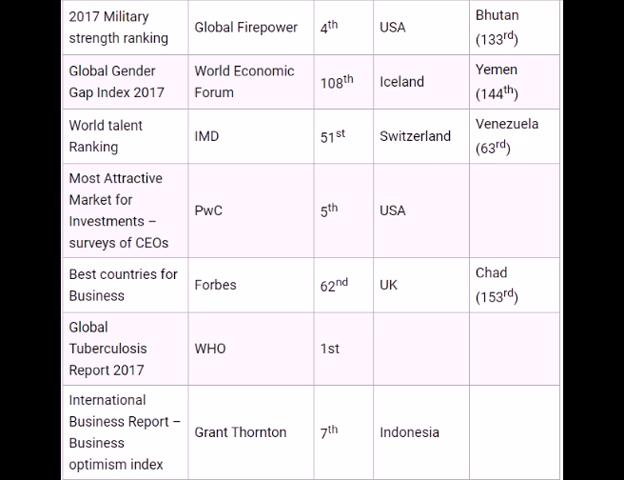 2017 Military
strength ranking
Global Firepower
4th
USA
Bhutan
(133rd)
Global Gender
Gap Index 2017
World Economic
Forum
108th
Iceland
Yemen
(144th)
World talent
Ranking
IMD
51st
Switzerland
Venezuela
(63rd)
Most Attractive
Market for
Investments –
surveys of CEOs
PwC
5th
USA
Best countries for
Business
Forbes
62nd
UK
Chad
(153rd)
Global
Tuberculosis
Report 2017
WHO
1st
International
Business Report –
Business
optimism index
Grant Thornton
7th
Indonesia